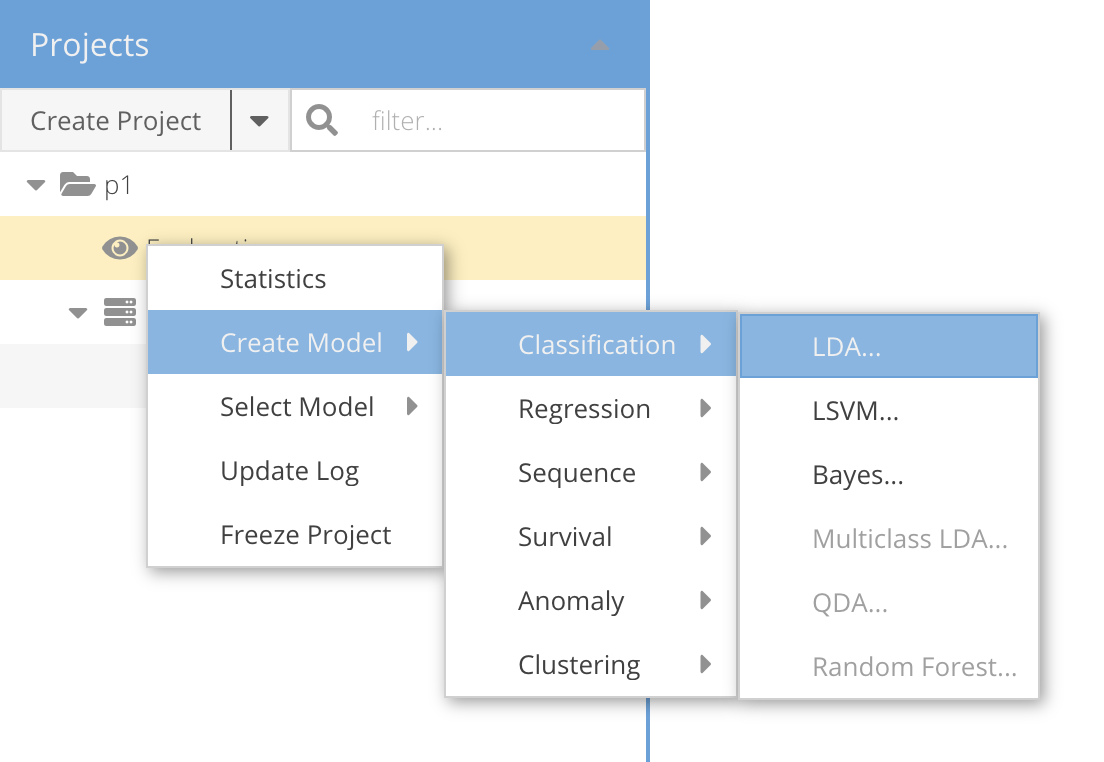 Projects
Create Project
filter...
p1
Statistics
Create Model
Select Model
Update Log
Freeze Project
Classification
Regression
Sequence
Survival
Anomaly
Clustering
LDA...
LSVM...
Bayes...
Multiclass LDA...
QDA...
Random Forest...